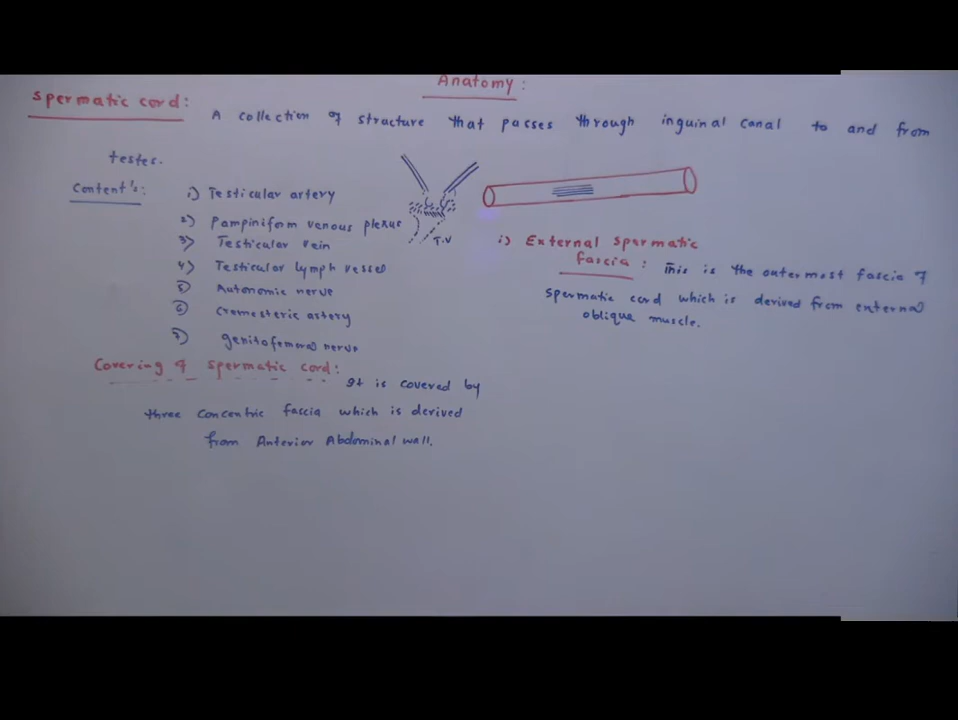 Anatomy:
Spermatic cord: A collection of structure that passes through inguinal canal to and from
testes.
Content's:
1) Testicular artery
2) Pampiniform venous plexus
3) Testicular vein
4) Testicular lymph vessel
5) Autonomic nerve
6) Cremesteric artery
7) genitofemoral nerve
T.V
Covering of spermatic cord: It is covered by
three concentric fascia which is derived
from Anterior Abdominal wall.
i) External spermatic
fascia: This is the outermost fascia of
spermatic cord which is derived from external
oblique muscle.